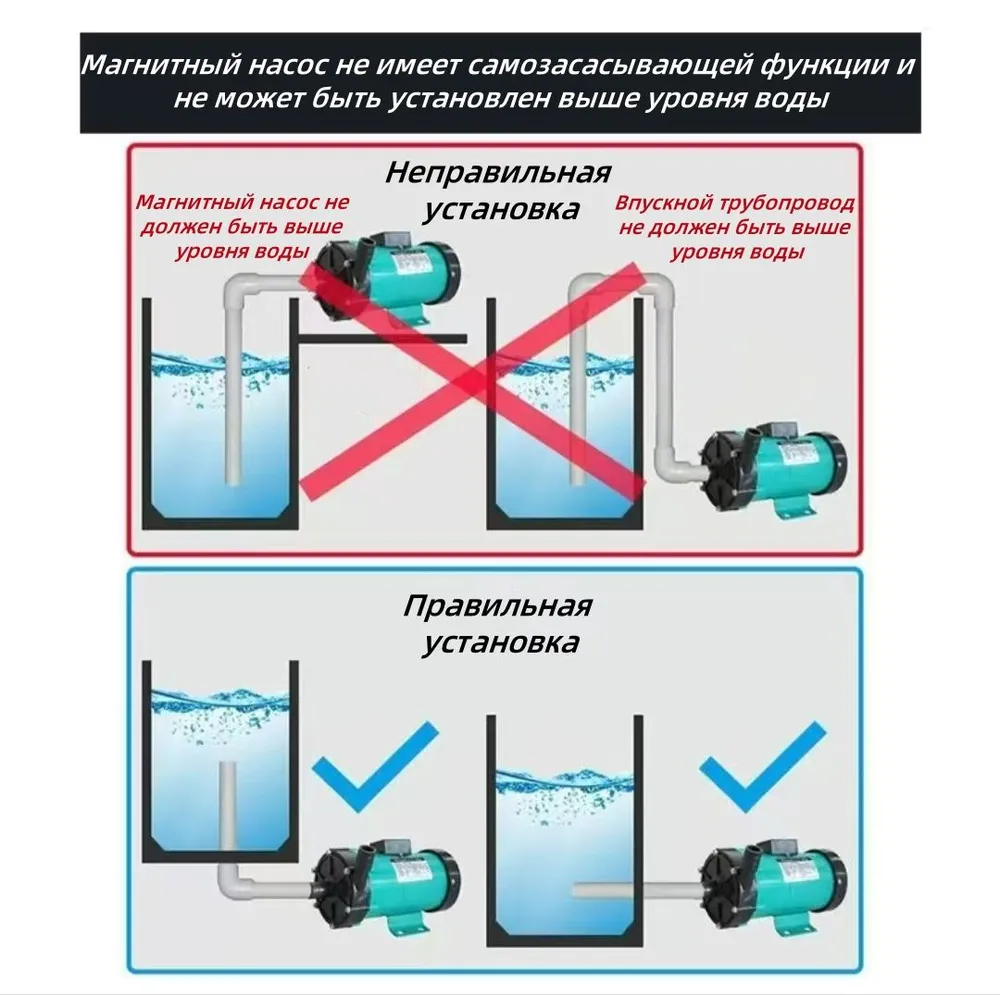 Магнитный насос не имеет самозасасывающей функции и
не может быть установлен выше уровня воды
Неправильная
установка
Магнитный насос не
должен быть выше
уровня воды
Впускной трубопровод
не должен быть выше
уровня воды
Правильная
установка